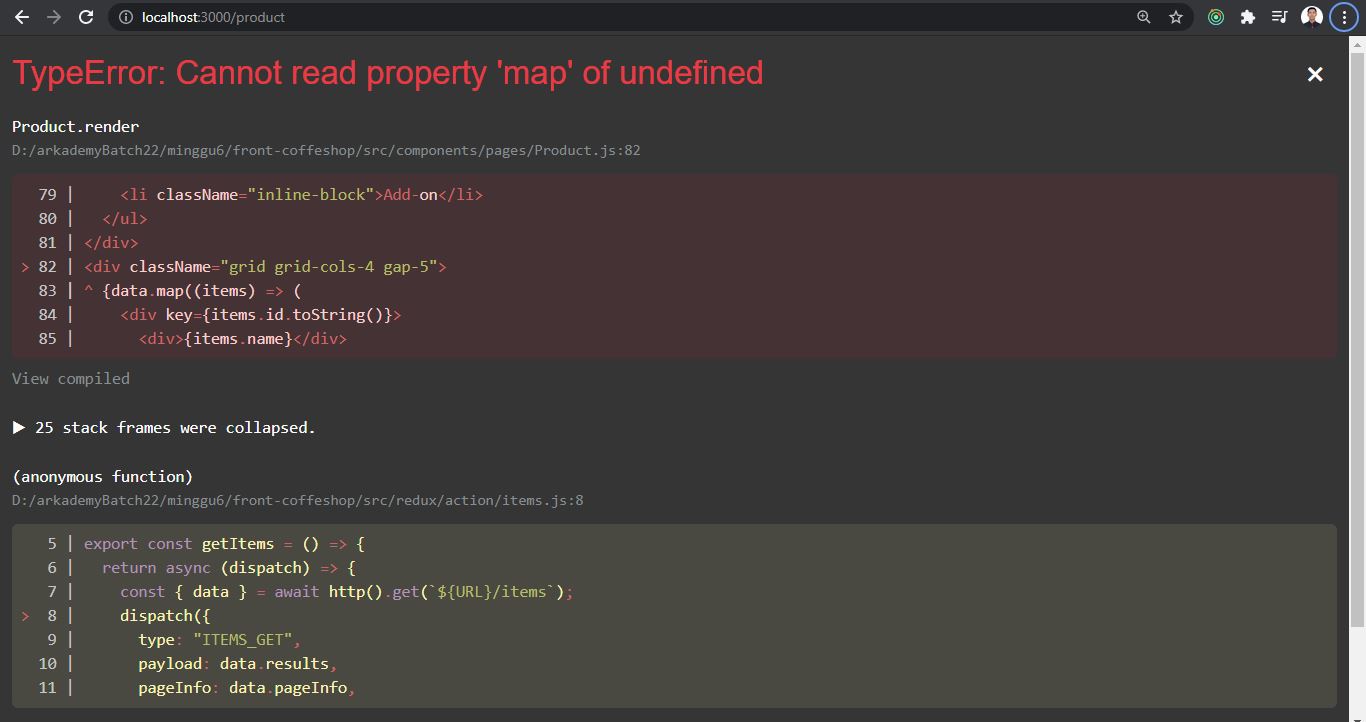 localhost:3000/product
TypeError: Cannot read property 'map' of undefined
Product.render
D:/arkademyBatch22/minggu6/front-coffeshop/src/components/pages/Product.js:82
79 |     <li className="inline-block">Add-on</li>
80 |   </ul>
81 | </div>
> 82 | <div className="grid grid-cols-4 gap-5">
83 | ^ {data.map((items) => (
84 |     <div key={items.id.toString()}>
85 |       <div>{items.name}</div>
View compiled
▶ 25 stack frames were collapsed.
(anonymous function)
D:/arkademyBatch22/minggu6/front-coffeshop/src/redux/action/items.js:8
5 | export const getItems = () => {
6 |   return async (dispatch) => {
7 |     const { data } = await http().get(`${URL}/items`);
> 8 |     dispatch({
9 |       type: "ITEMS_GET",
10 |       payload: data.results,
11 |       pageInfo: data.pageInfo,